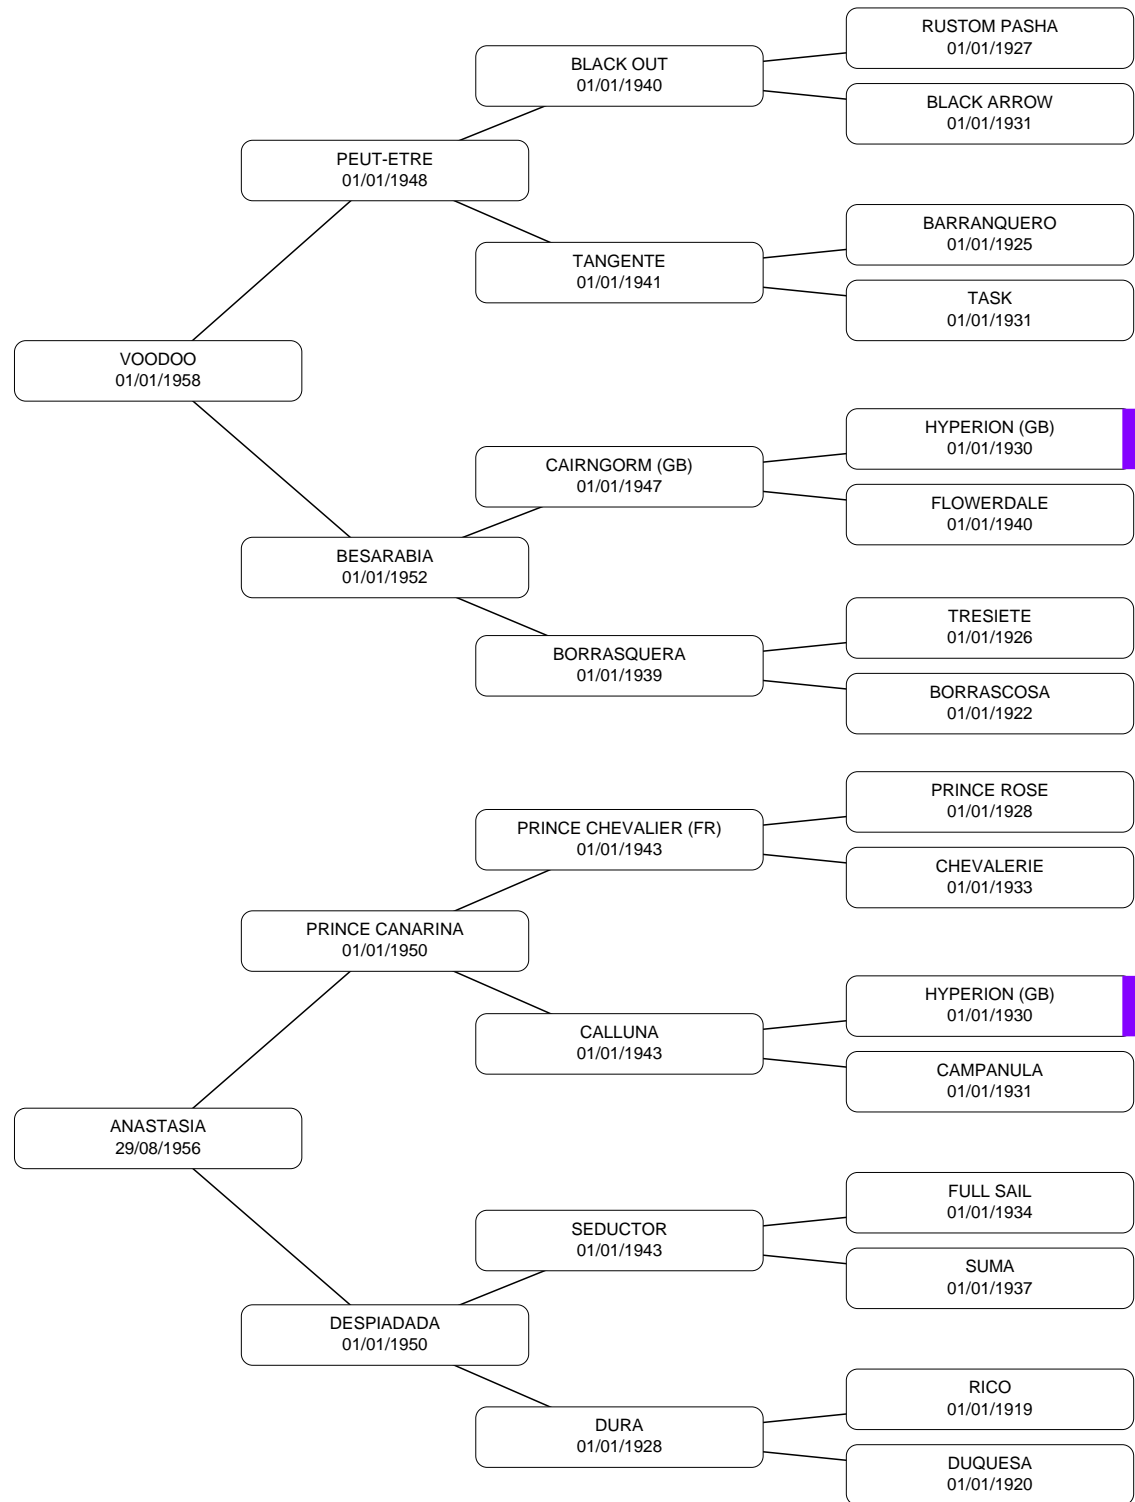 RUSTOM PASHA
01/01/1927
BLACK OUT
01/01/1940
BLACK ARROW
01/01/1931
PEUT-ETRE
01/01/1948
BARRANQUERO
01/01/1925
TANGENTE
01/01/1941
TASK
01/01/1931
VOODOO
01/01/1958
HYPERION (GB)
01/01/1930
CAIRNGORM (GB)
01/01/1947
FLOWERDALE
01/01/1940
BESARABIA
01/01/1952
TRESIETE
01/01/1926
BORRASQUERA
01/01/1939
BORRASCOSA
01/01/1922
PRINCE ROSE
01/01/1928
PRINCE CHEVALIER (FR)
01/01/1943
CHEVALERIE
01/01/1933
PRINCE CANARINA
01/01/1950
HYPERION (GB)
01/01/1930
CALLUNA
01/01/1943
CAMPANULA
01/01/1931
ANASTASIA
29/08/1956
FULL SAIL
01/01/1934
SEDUCTOR
01/01/1943
SUMA
01/01/1937
DESPIADADA
01/01/1950
RICO
01/01/1919
DURA
01/01/1928
DUQUESA
01/01/1920